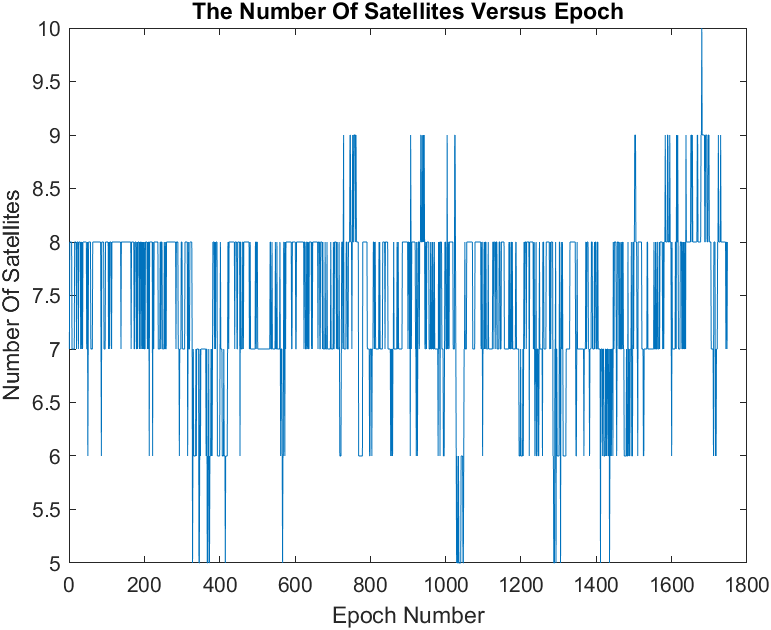 The Number Of Satellites Versus Epoch
10
9.5
9
8.5
8
7.5
7
6.5
6
5.5
5
Number Of Satellites
0 200 400 600 800 1000 1200 1400 1600 1800
Epoch Number